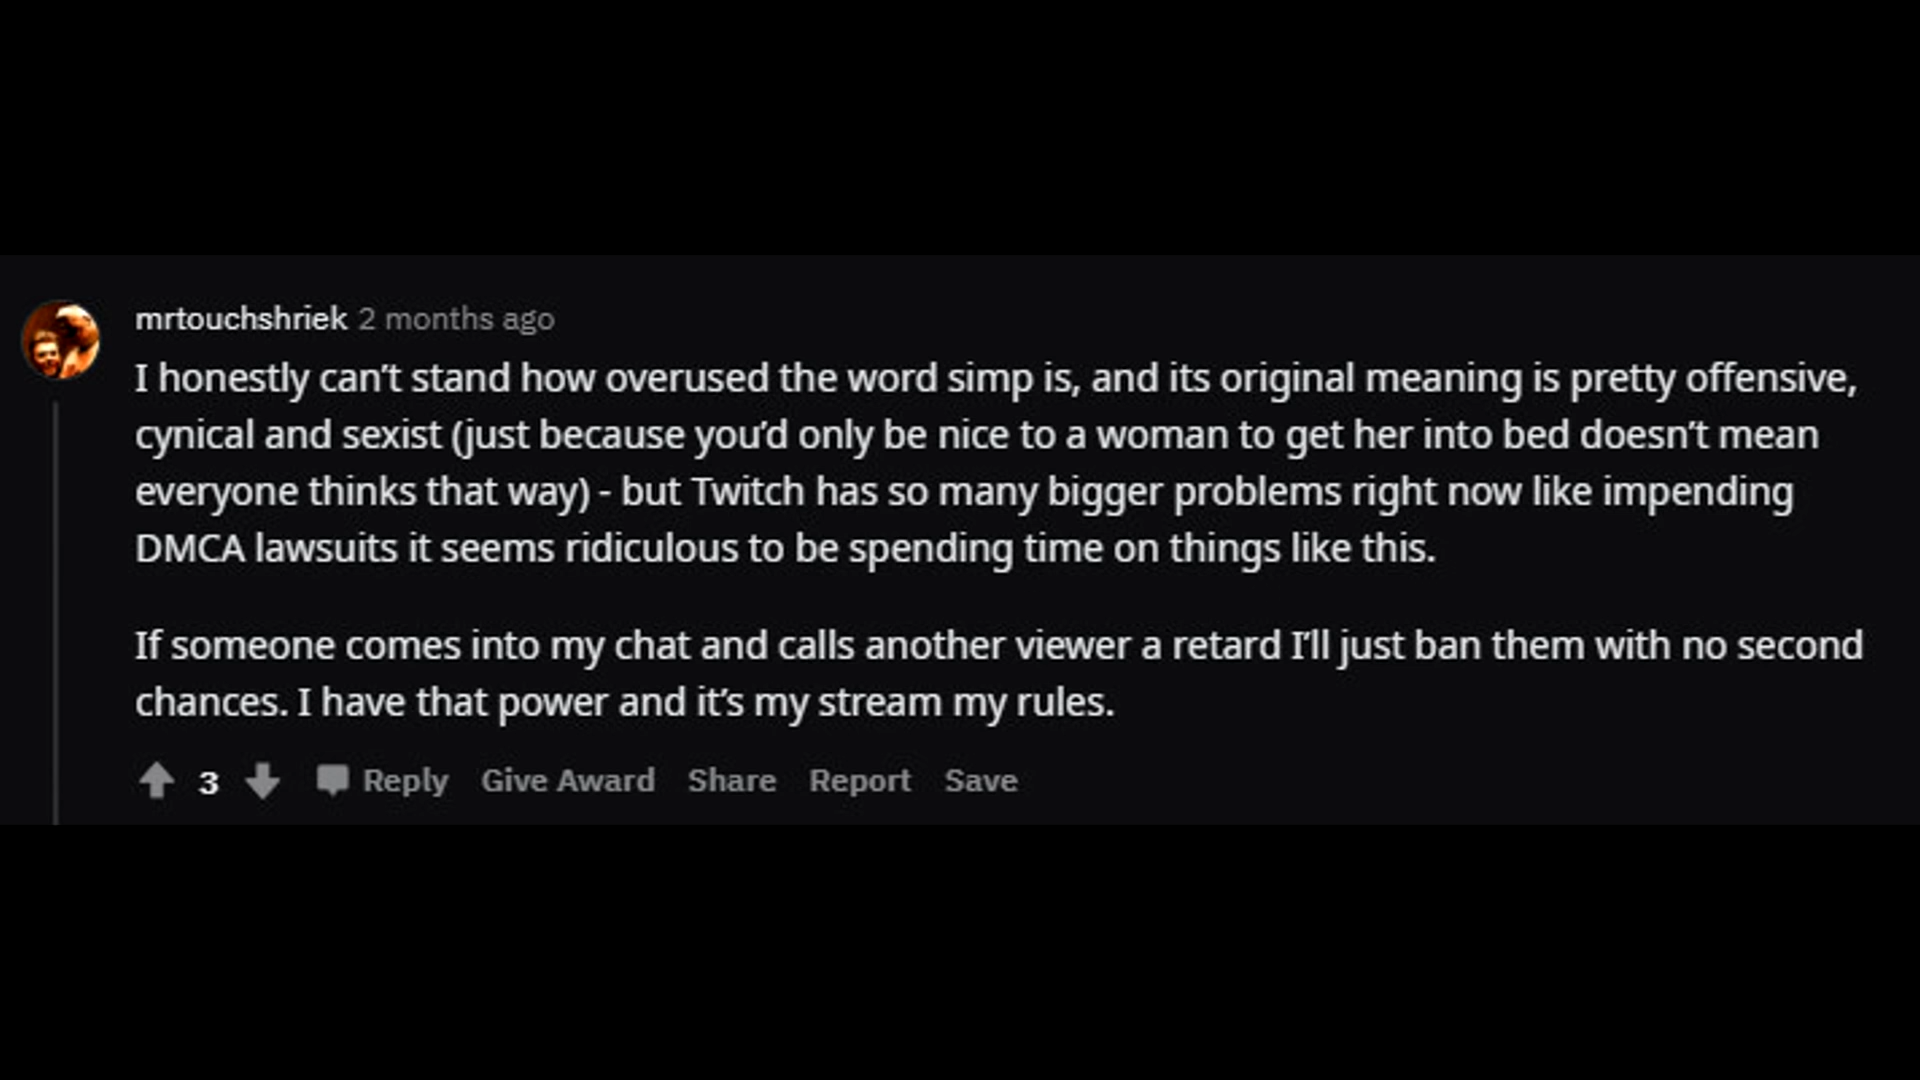 mrtouchshriek 2 months ago
I honestly can’t stand how overused the word simp is, and its original meaning is pretty offensive,
cynical and sexist (just because you’d only be nice to a woman to get her into bed doesn’t mean
everyone thinks that way) - but Twitch has so many bigger problems right now like impending
DMCA lawsuits it seems ridiculous to be spending time on things like this.
If someone comes into my chat and calls another viewer a retard I’ll just ban them with no second
chances. I have that power and it’s my stream my rules.
3 Reply Give Award Share Report Save